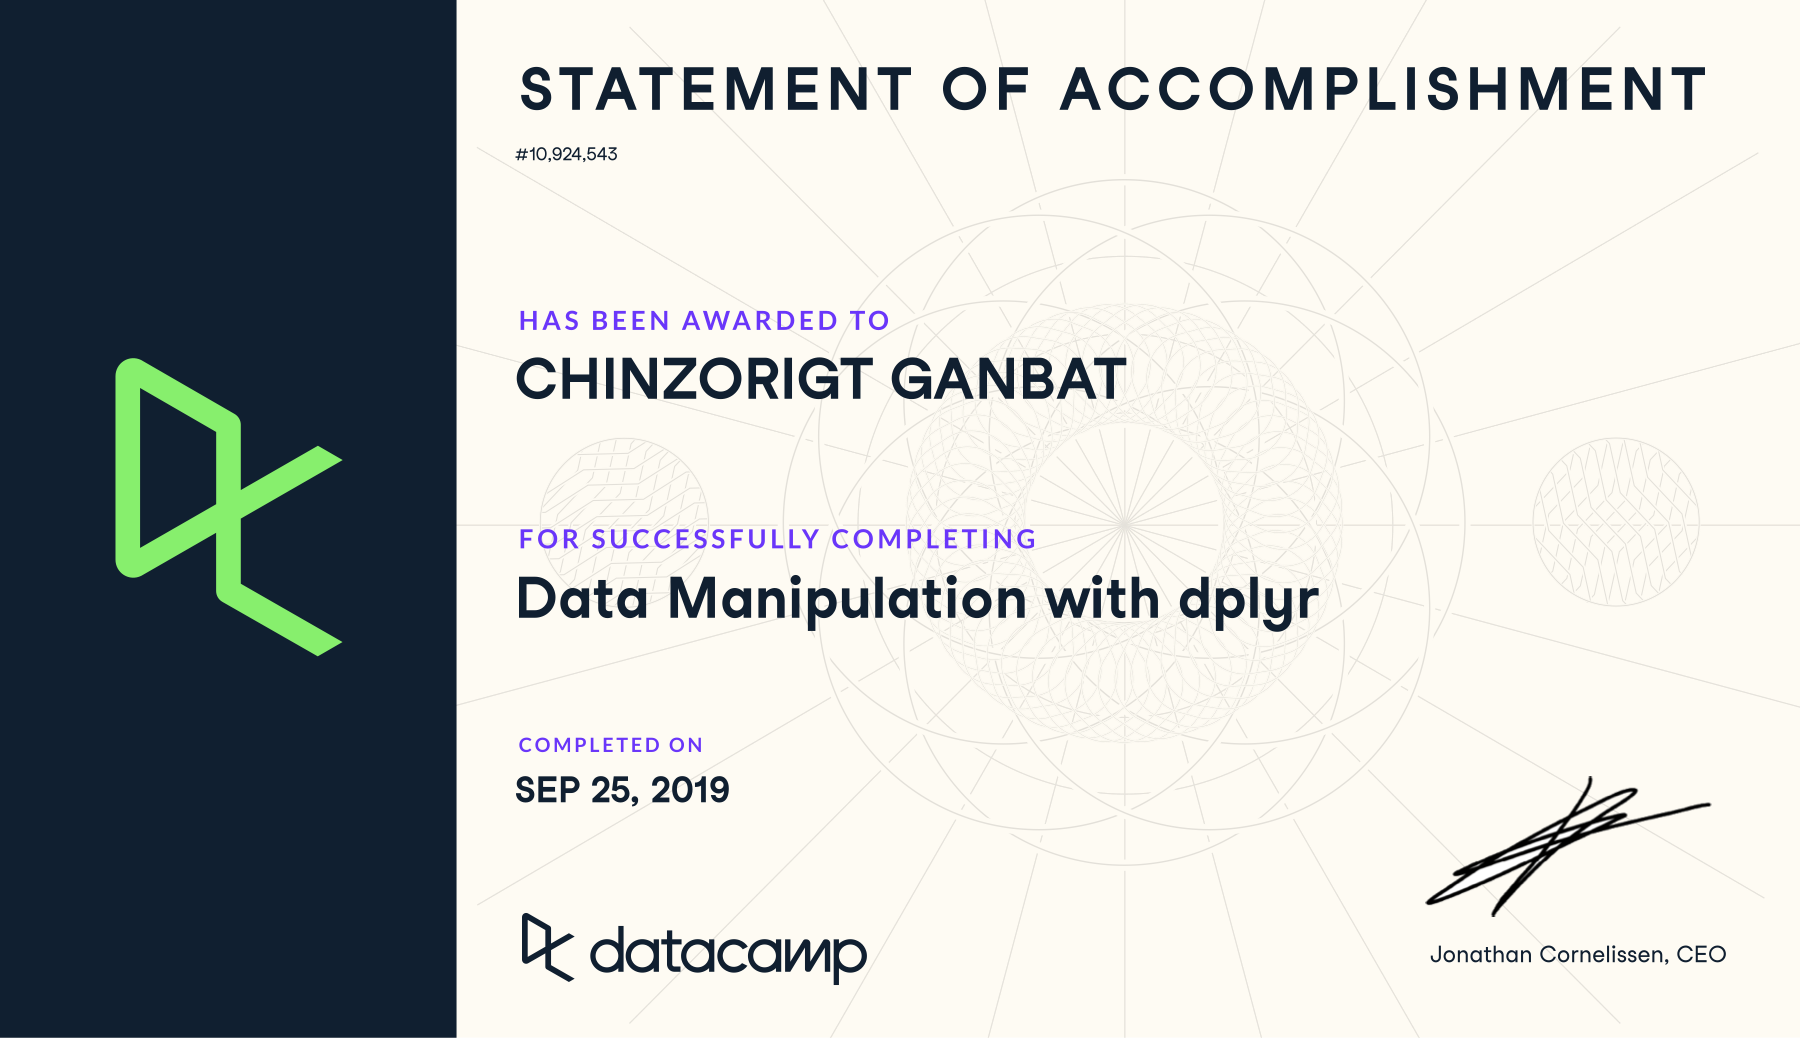 STATEMENT OF ACCOMPLISHMENT
#10,924,543
HAS BEEN AWARDED TO
CHINZORIGT GANBAT
FOR SUCCESSFULLY COMPLETING
Data Manipulation with dplyr
COMPLETED ON
SEP 25, 2019
datacamp
Jonathan Cornelissen, CEO